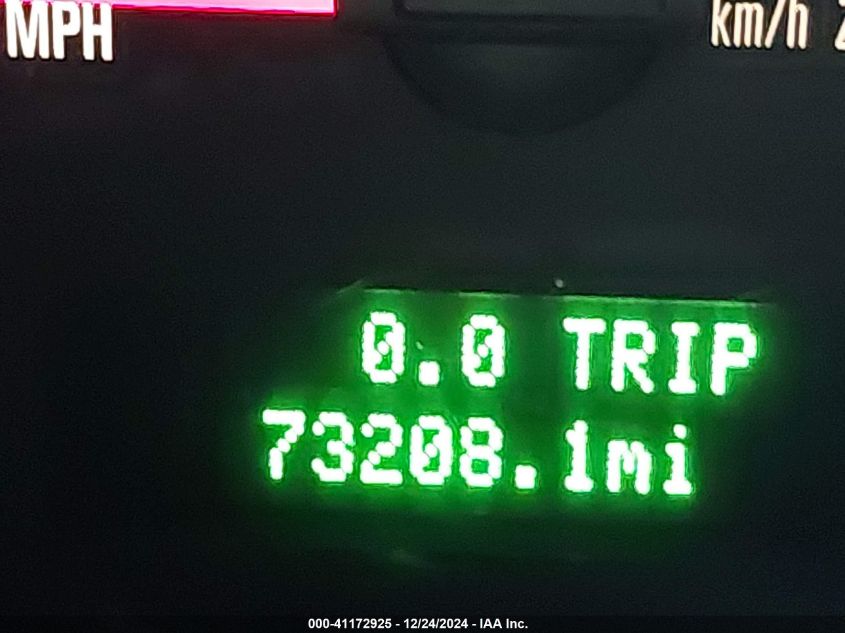 MPH
km/h
0.0 TRIP
73208.1mi
000-41172925 - 12/24/2024 - IAA Inc.